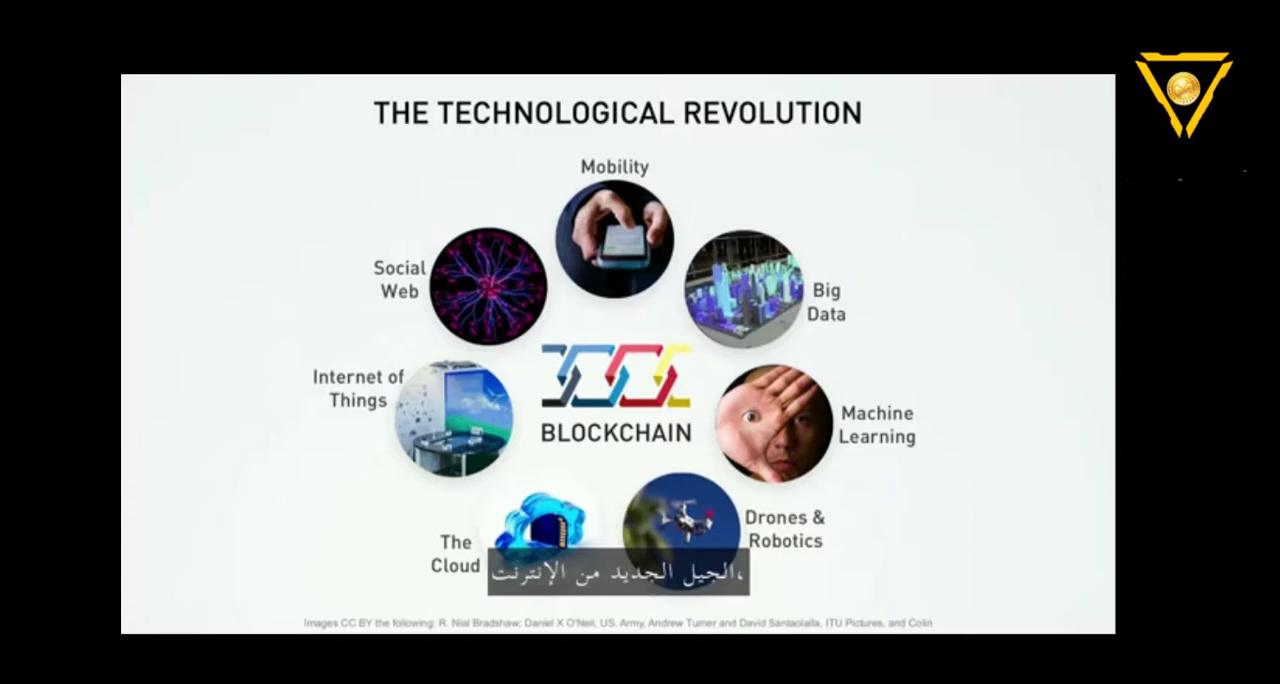 THE TECHNOLOGICAL REVOLUTION
Mobility
Social
Web
Big
Data
Internet of
Things
BLOCKCHAIN
Machine
Learning
Drones &
Robotics
The
Cloud
الجيل الجديد من الإنترنت،
Images CC BY the following: R. Nial Bradshaw; Daniel X O'Neil, US. Army, Andrew Turner and David Santaolalla, ITU Pictures, and Colin